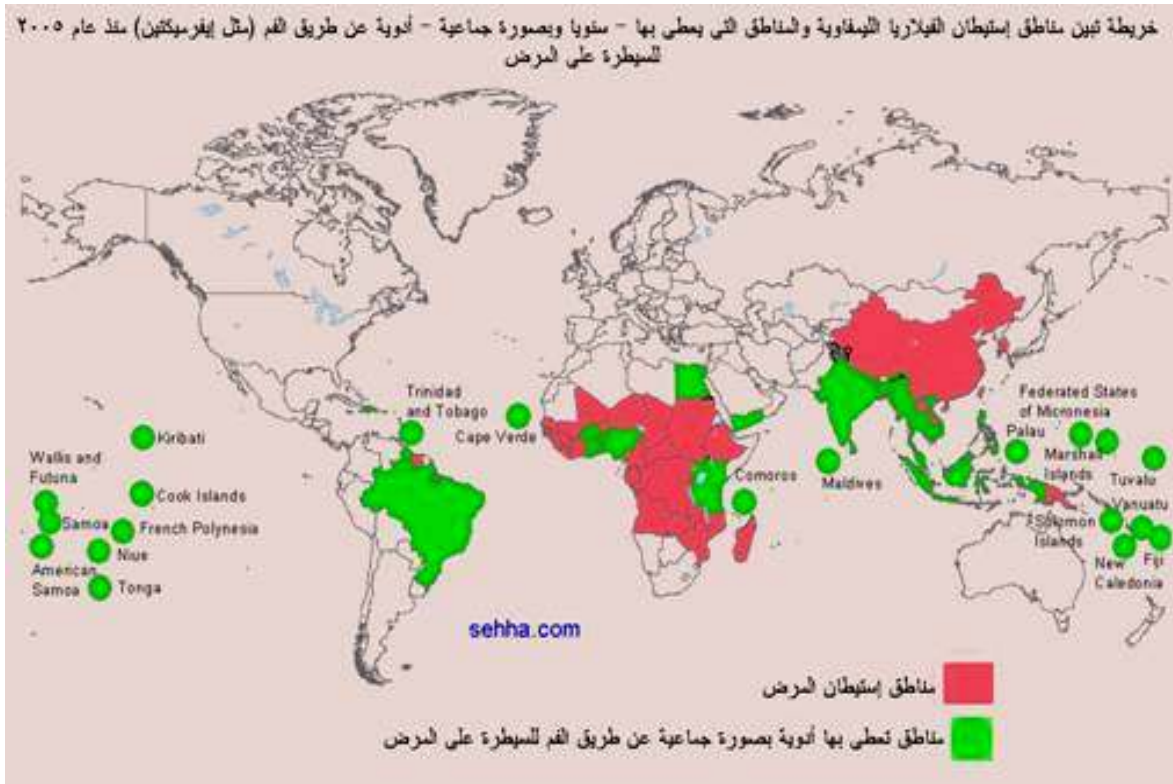 خريطة تبين مناطق إستيطان الفيلاريا الليمفاوية والمناطق التي يعطى بها - سنويا وبصورة جماعية - أدوية عن طريق الفم (مثل إيفرميكتين) منذ عام ٢٠٠٥
للسيطرة على المرض
Trinidad
and Tobago
Cape Verde
Kiribati
Wallis and
Futuna
Cook Islands
Samoa
French Polynesia
American
Samoa
Niue
Tonga
Comoros
Maldives
Federated States
of Micronesia
Palau
Marshall
Islands
Tuvalu
Vanuatu
Solomon
Islands
New
Caledonia
Fiji
sehha.com
مناطق إستيطان المرض
مناطق تعطى بها أدوية بصورة جماعية عن طريق الفم للسيطرة على المرض